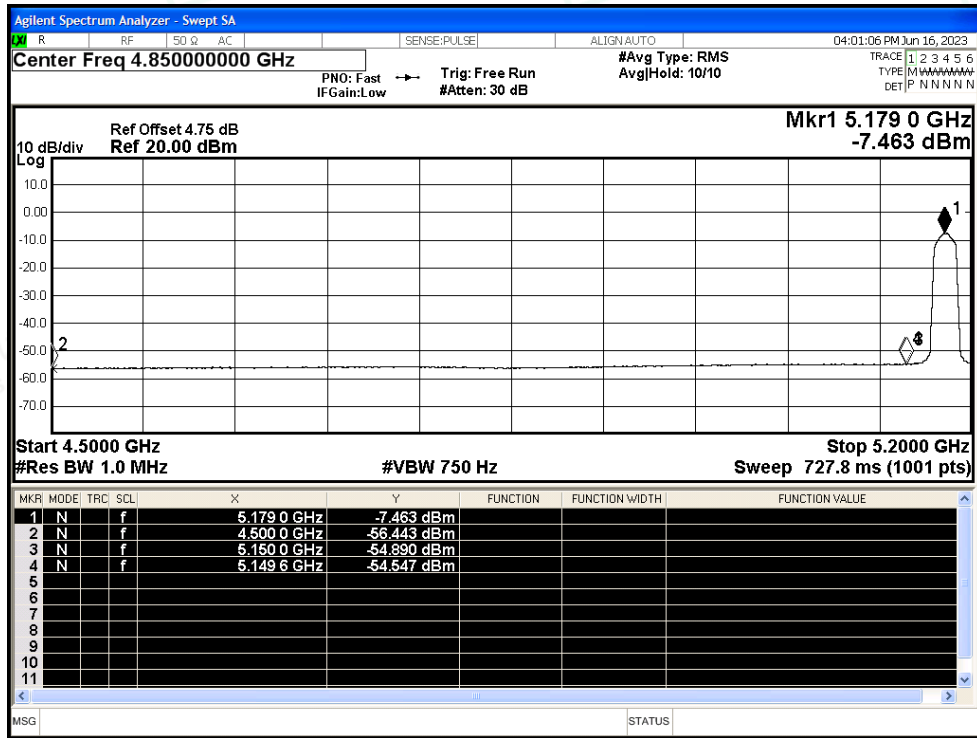 Agilent Spectrum Analyzer - Swept SA
LXI R RF 50 Ω AC SENSE:PULSE ALIGN AUTO 04:01:06 PM Jun 16, 2023
Center Freq 4.850000000 GHz
PNO: Fast
IFGain:Low
Trig: Free Run
#Atten: 30 dB
#Avg Type: RMS
Avg|Hold: 10/10
TRACE 1 2 3 4 5 6
TYPE M WWWWW
DET P N N N N N
Mkr1 5.179 0 GHz
-7.463 dBm
Ref Offset 4.75 dB
10 dB/div Ref 20.00 dBm
Log
10.0
0.00
-10.0
-20.0
-30.0
-40.0
-50.0
-60.0
-70.0
1
2
4
Start 4.5000 GHz Stop 5.2000 GHz
#Res BW 1.0 MHz #VBW 750 Hz Sweep 727.8 ms (1001 pts)
MKR MODE TRC SCL X Y FUNCTION FUNCTION WIDTH FUNCTION VALUE
1 N f 5.179 0 GHz -7.463 dBm
2 N f 4.500 0 GHz -56.443 dBm
3 N f 5.150 0 GHz -54.890 dBm
4 N f 5.149 6 GHz -54.547 dBm
5
6
7
8
9
10
11
MSG STATUS